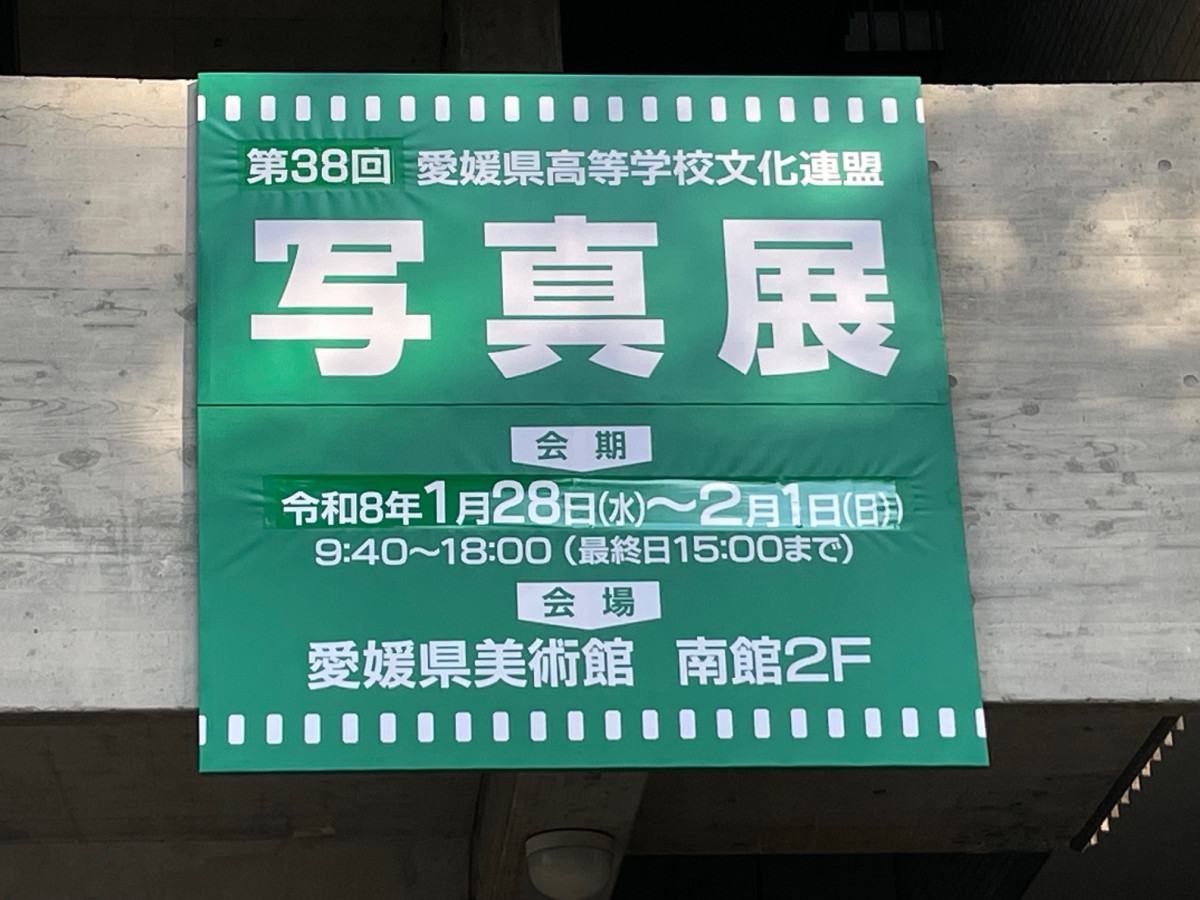 第38回 愛媛県高等学校文化連盟
写真展
会期
令和8年1月28日(水)〜2月1日(日))
9:40〜18:00（最終日15:00まで）
会場
愛媛県美術館 南館2F